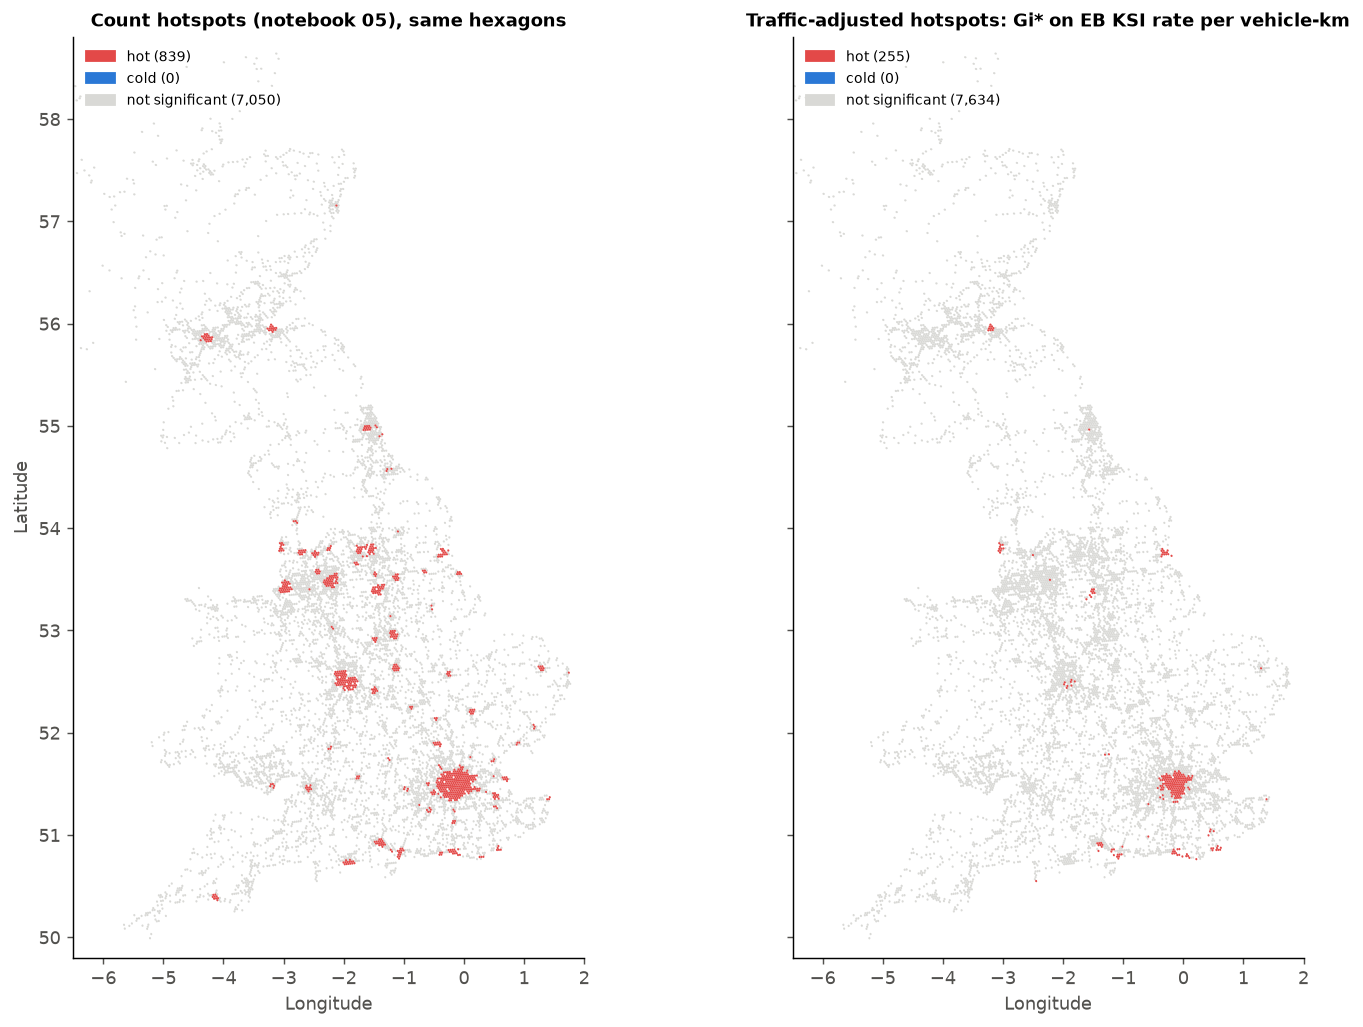 Count hotspots (notebook 05), same hexagons
hot (839)
cold (0)
not significant (7,050)
58
57
56
55
54
53
52
51
50
Latitude
−6 −5 −4 −3 −2 −1 0 1 2
Longitude
Traffic-adjusted hotspots: Gi* on EB KSI rate per vehicle-km
hot (255)
cold (0)
not significant (7,634)
−6 −5 −4 −3 −2 −1 0 1 2
Longitude